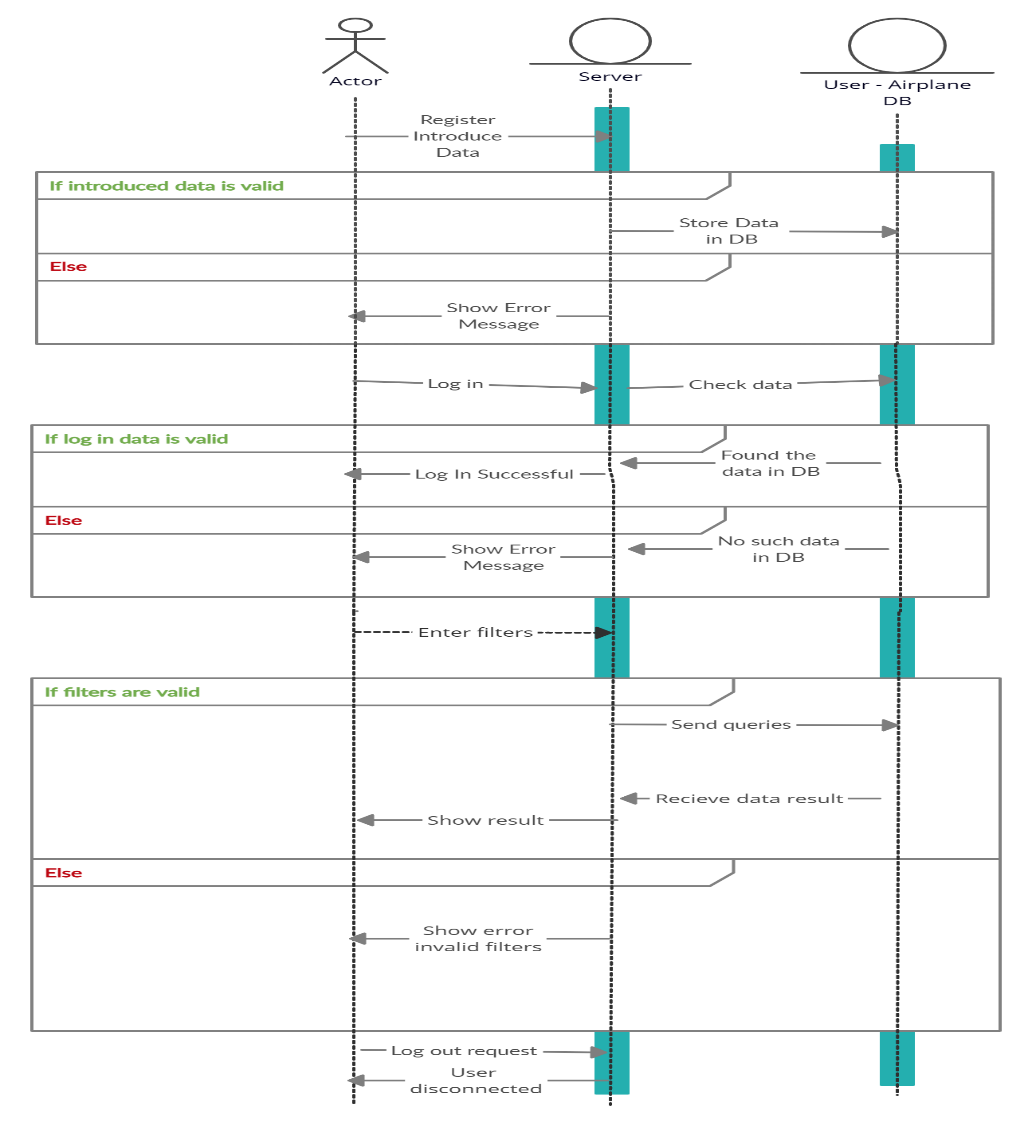 Actor
Server
User - Airplane
DB
Register
Introduce
Data
If introduced data is valid
Store Data
in DB
Else
Show Error
Message
Log in
Check data
If log in data is valid
Found the
data in DB
Log In Successful
Else
No such data
in DB
Show Error
Message
Enter filters
If filters are valid
Send queries
Recieve data result
Show result
Else
Show error
invalid filters
Log out request
User
disconnected